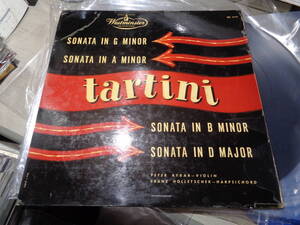 Westminster
SONATA IN G MINOR
SONATA IN A MINOR
tartini
SONATA IN B MINOR
SONATA IN D MAJOR
PETER RYBAR—VIOLIN
FRANZ HOLLETSCHEK—HARPSICHORD